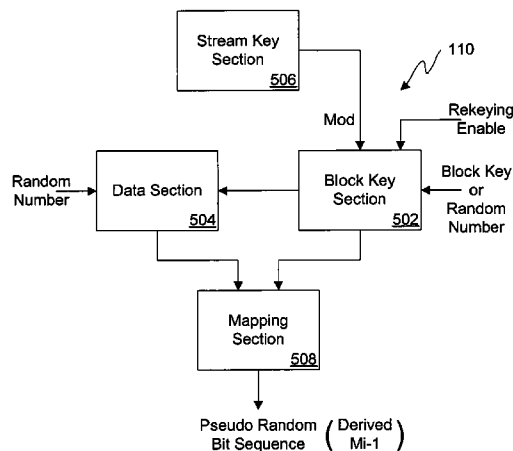 Stream Key
Section
506
110
Mod
Rekeying
Enable
Random
Number
Data Section
504
Block Key
Section
502
Block Key
or
Random
Number
Mapping
Section
508
Pseudo Random
Bit Sequence
( Derived
Mi-1 )